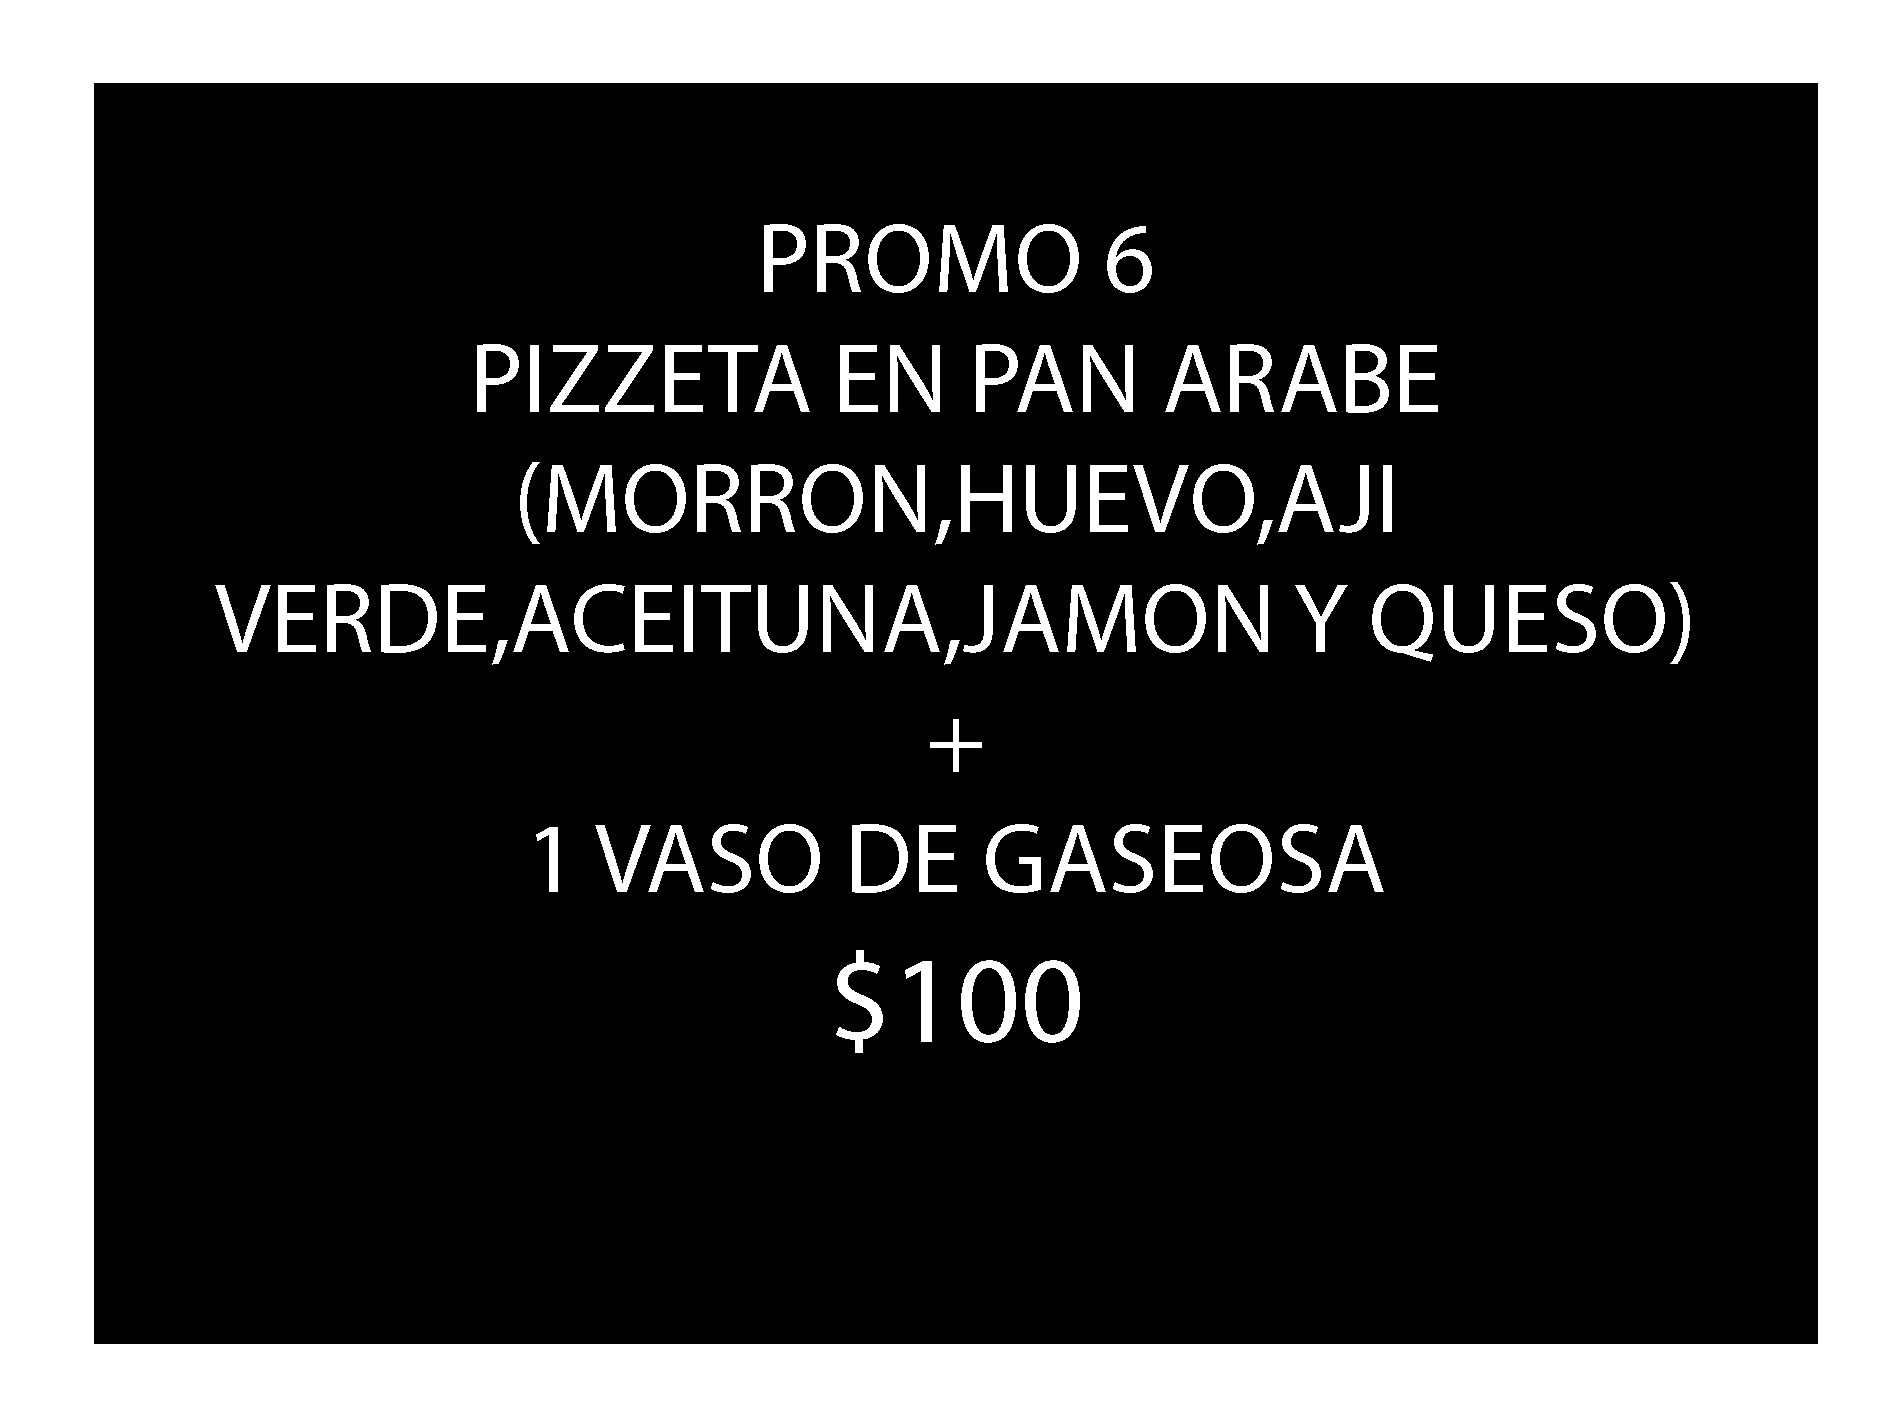 PROMO 6
PIZZETA EN PAN ARABE
(MORRON,HUEVO,AJI
VERDE,ACEITUNA,JAMON Y QUESO)
+
1 VASO DE GASEOSA
$100